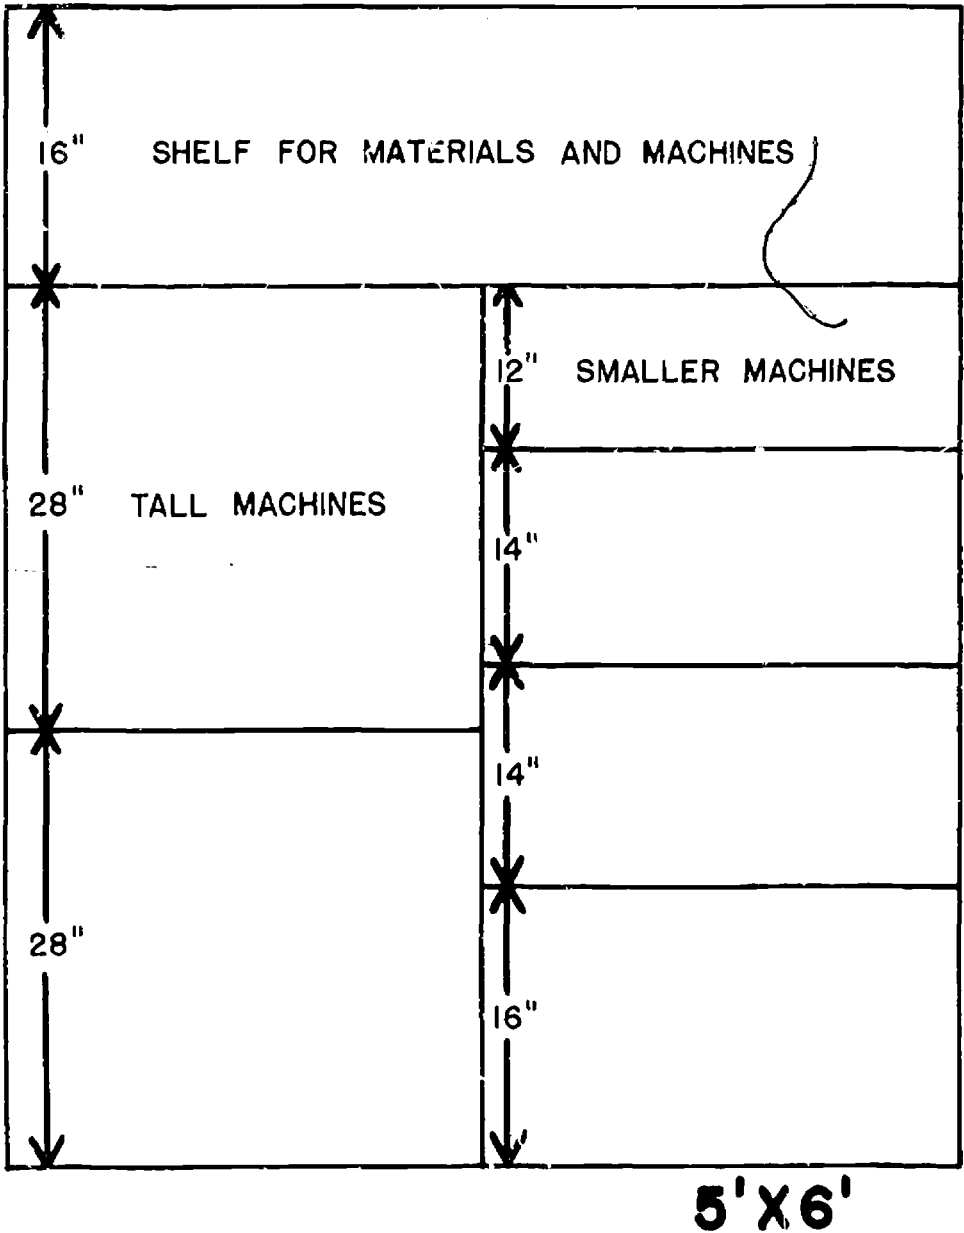 16" SHELF FOR MATERIALS AND MACHINES
12" SMALLER MACHINES
28" TALL MACHINES
14"
14"
28"
16"
5'X6'